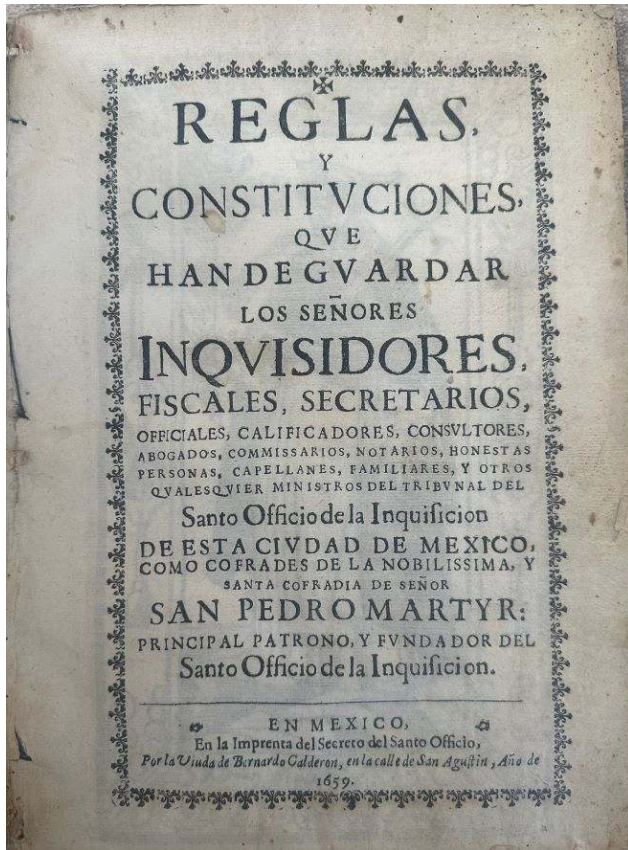 REGLAS,
Y
CONSTITVCIONES,
QVE
HAN DE GVARDAR
LOS SEÑORES
INQVISIDORES,
FISCALES, SECRETARIOS,
OFFICIALES, CALIFICADORES, CONSVLTORES,
ABOGADOS, COMMISSARIOS, NOTARIOS, HONESTAS
PERSONAS, CAPELLANES, FAMILIARES, Y OTROS
QVALESQVIER MINISTROS DEL TRIBVNAL DEL
Santo Officio de la Inquisicion
DE ESTA CIVDAD DE MEXICO,
COMO COFRADES DE LA NOBILISSIMA, Y
SANTA COFRADIA DE SEÑOR
SAN PEDRO MARTYR:
PRINCIPAL PATRONO, Y FVNDADOR DEL
Santo Officio de la Inquisicion.
EN MEXICO,
En la Imprenta del Secreto del Santo Officio,
Por la Viuda de Bernardo Calderon, en la calle de San Agustin, Año de
1659.